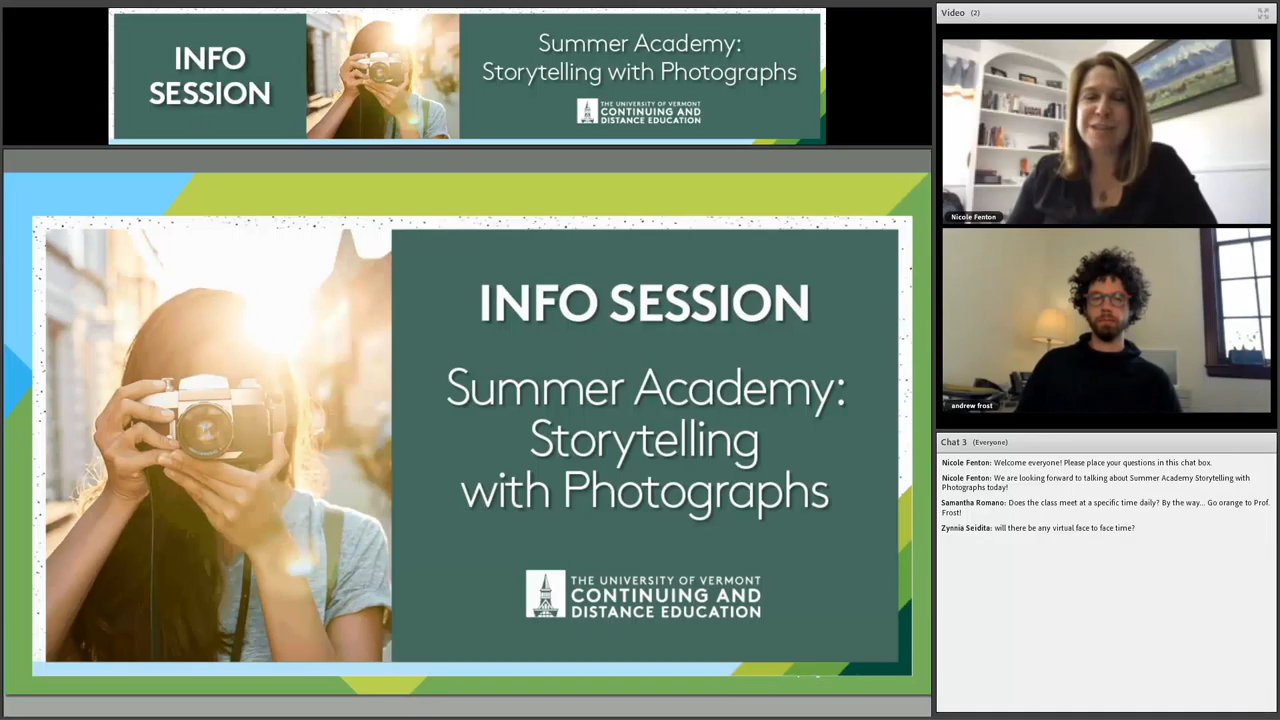 INFO
SESSION
Summer Academy:
Storytelling with Photographs
THE UNIVERSITY OF VERMONT
CONTINUING AND
DISTANCE EDUCATION
INFO SESSION
Summer Academy:
Storytelling
with Photographs
THE UNIVERSITY OF VERMONT
CONTINUING AND
DISTANCE EDUCATION
Video (2)
Nicole Fenton
andrew frost
Chat 3 (Everyone)
Nicole Fenton: Welcome everyone! Please place your questions in this chat box.
Nicole Fenton: We are looking forward to talking about Summer Academy Storytelling with
Photographs today!
Samantha Romano: Does the class meet at a specific time daily? By the way... Go orange to Prof.
Frost!
Zynnia Seidita: will there be any virtual face to face time?